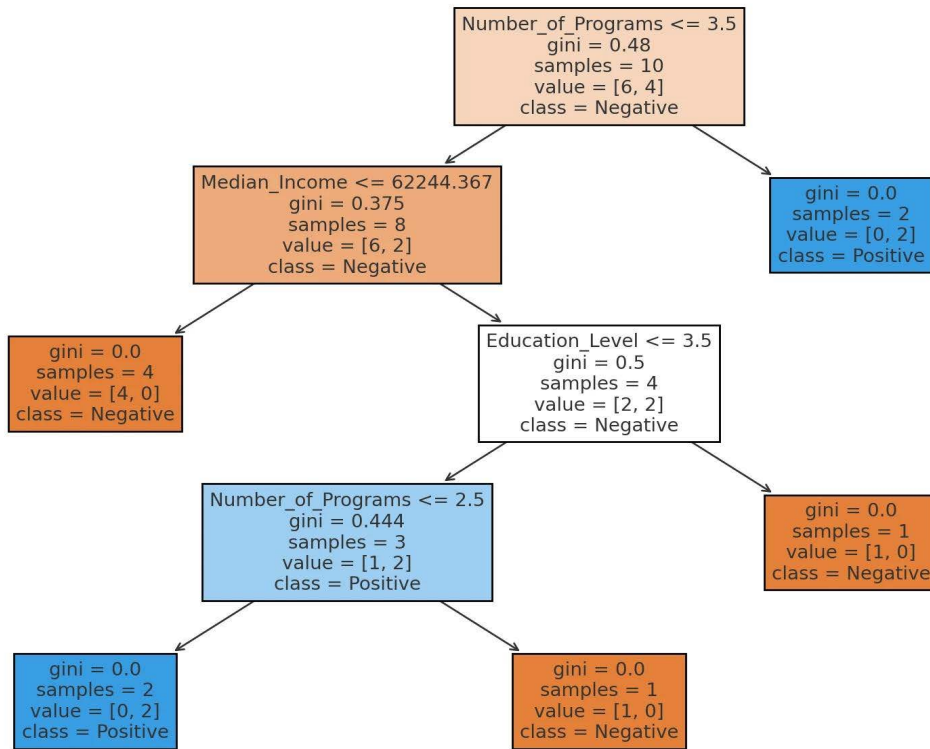 Number_of_Programs <= 3.5
gini = 0.48
samples = 10
value = [6, 4]
class = Negative
Median_Income <= 62244.367
gini = 0.375
samples = 8
value = [6, 2]
class = Negative
gini = 0.0
samples = 2
value = [0, 2]
class = Positive
gini = 0.0
samples = 4
value = [4, 0]
class = Negative
Education_Level <= 3.5
gini = 0.5
samples = 4
value = [2, 2]
class = Negative
Number_of_Programs <= 2.5
gini = 0.444
samples = 3
value = [1, 2]
class = Positive
gini = 0.0
samples = 1
value = [1, 0]
class = Negative
gini = 0.0
samples = 2
value = [0, 2]
class = Positive
gini = 0.0
samples = 1
value = [1, 0]
class = Negative